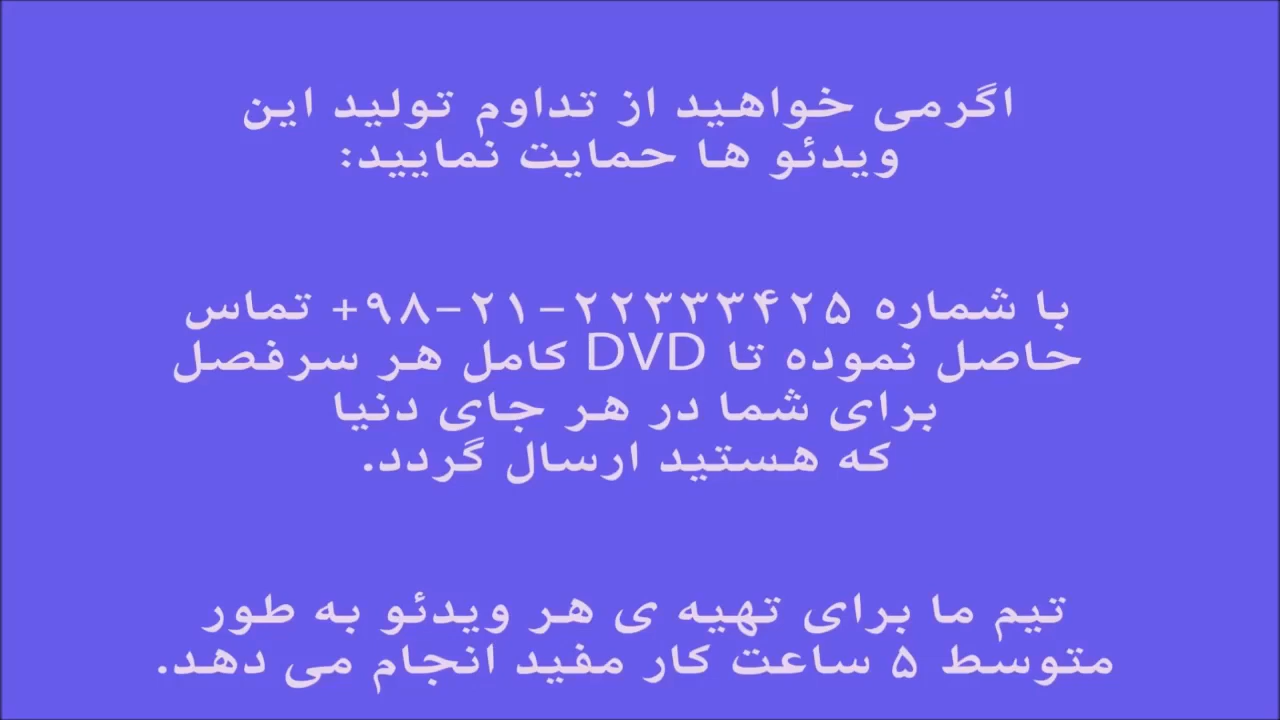 اگرمی خواهید از تداوم تولید این
ویدئو ها حمایت نمایید:
با شماره ۲۲۳۳۳۴۲۵-۲۱-۹۸+ تماس
حاصل نموده تا DVD کامل هر سرفصل
برای شما در هر جای دنیا
که هستید ارسال گردد.
تیم ما برای تهیه ی هر ویدئو به طور
متوسط ۵ ساعت کار مفید انجام می دهد.